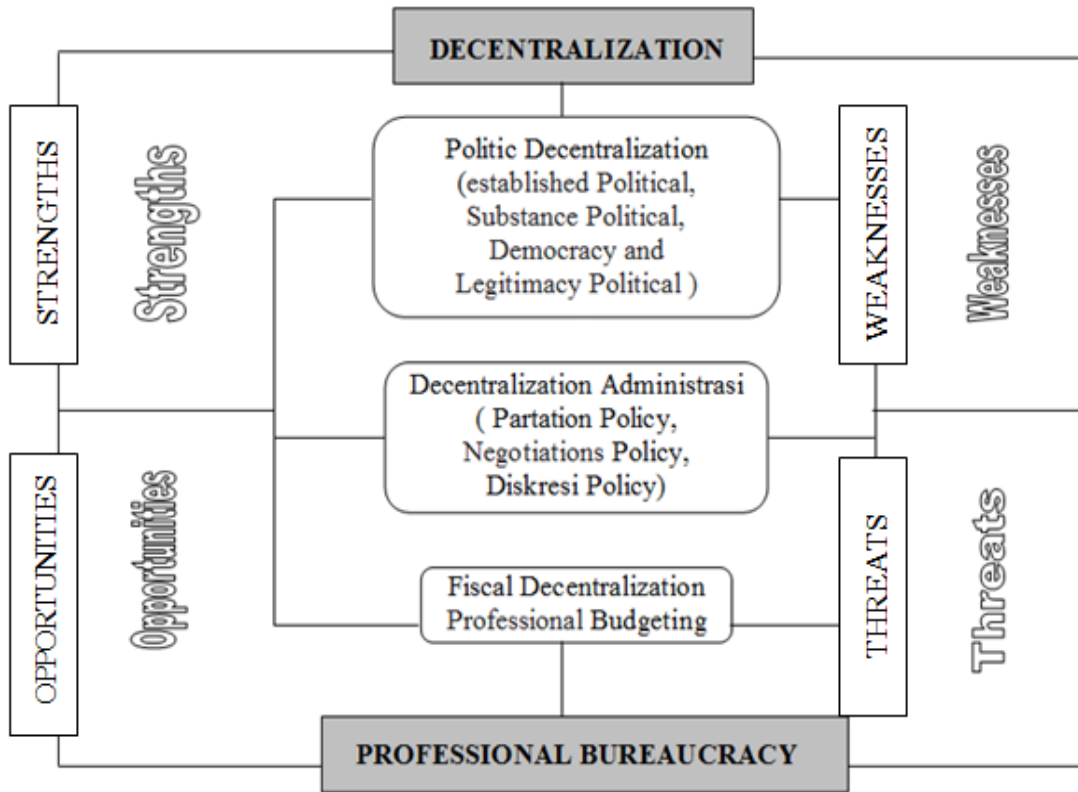 DECENTRALIZATION
STRENGTHS
Strengths
Politic Decentralization
(established Political,
Substance Political,
Democracy and
Legitimacy Political )
WEAKNESSES
Weaknesses
Decentralization Administrasi
( Partation Policy,
Negotiations Policy,
Diskresi Policy)
OPPORTUNITIES
Opportunities
Fiscal Decentralization
Professional Budgeting
THREATS
Threats
PROFESSIONAL BUREAUCRACY